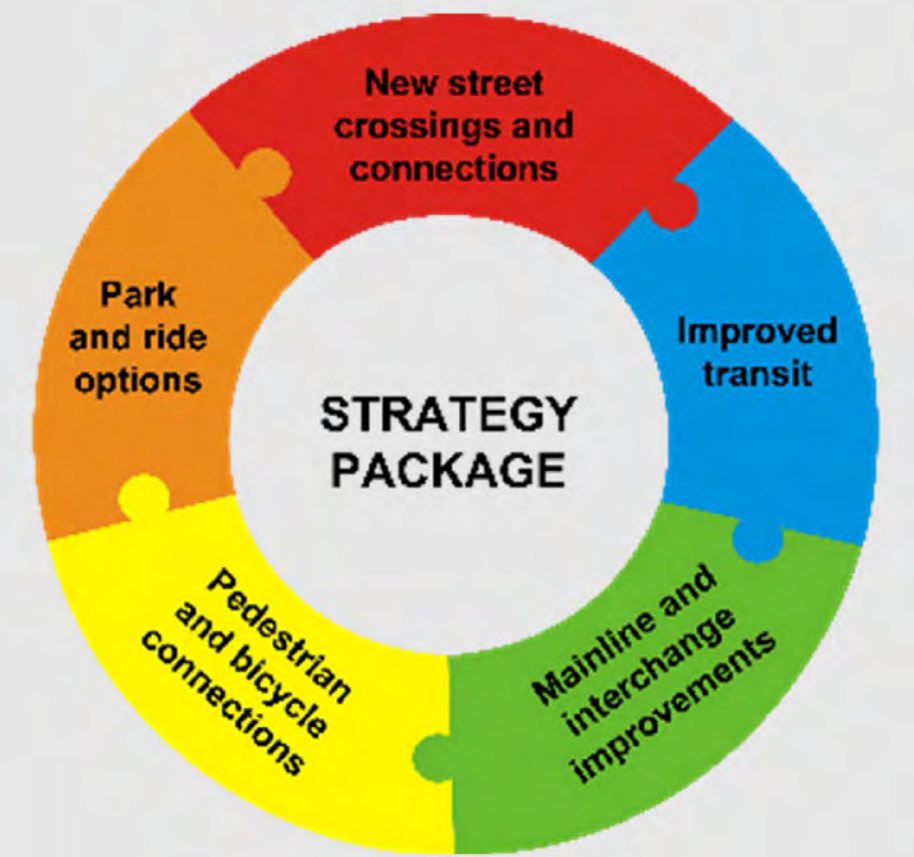 New street
crossings and
connections
Improved
transit
Mainline and
interchange
improvements
Pedestrian
and bicycle
connections
Park
and ride
options
STRATEGY
PACKAGE